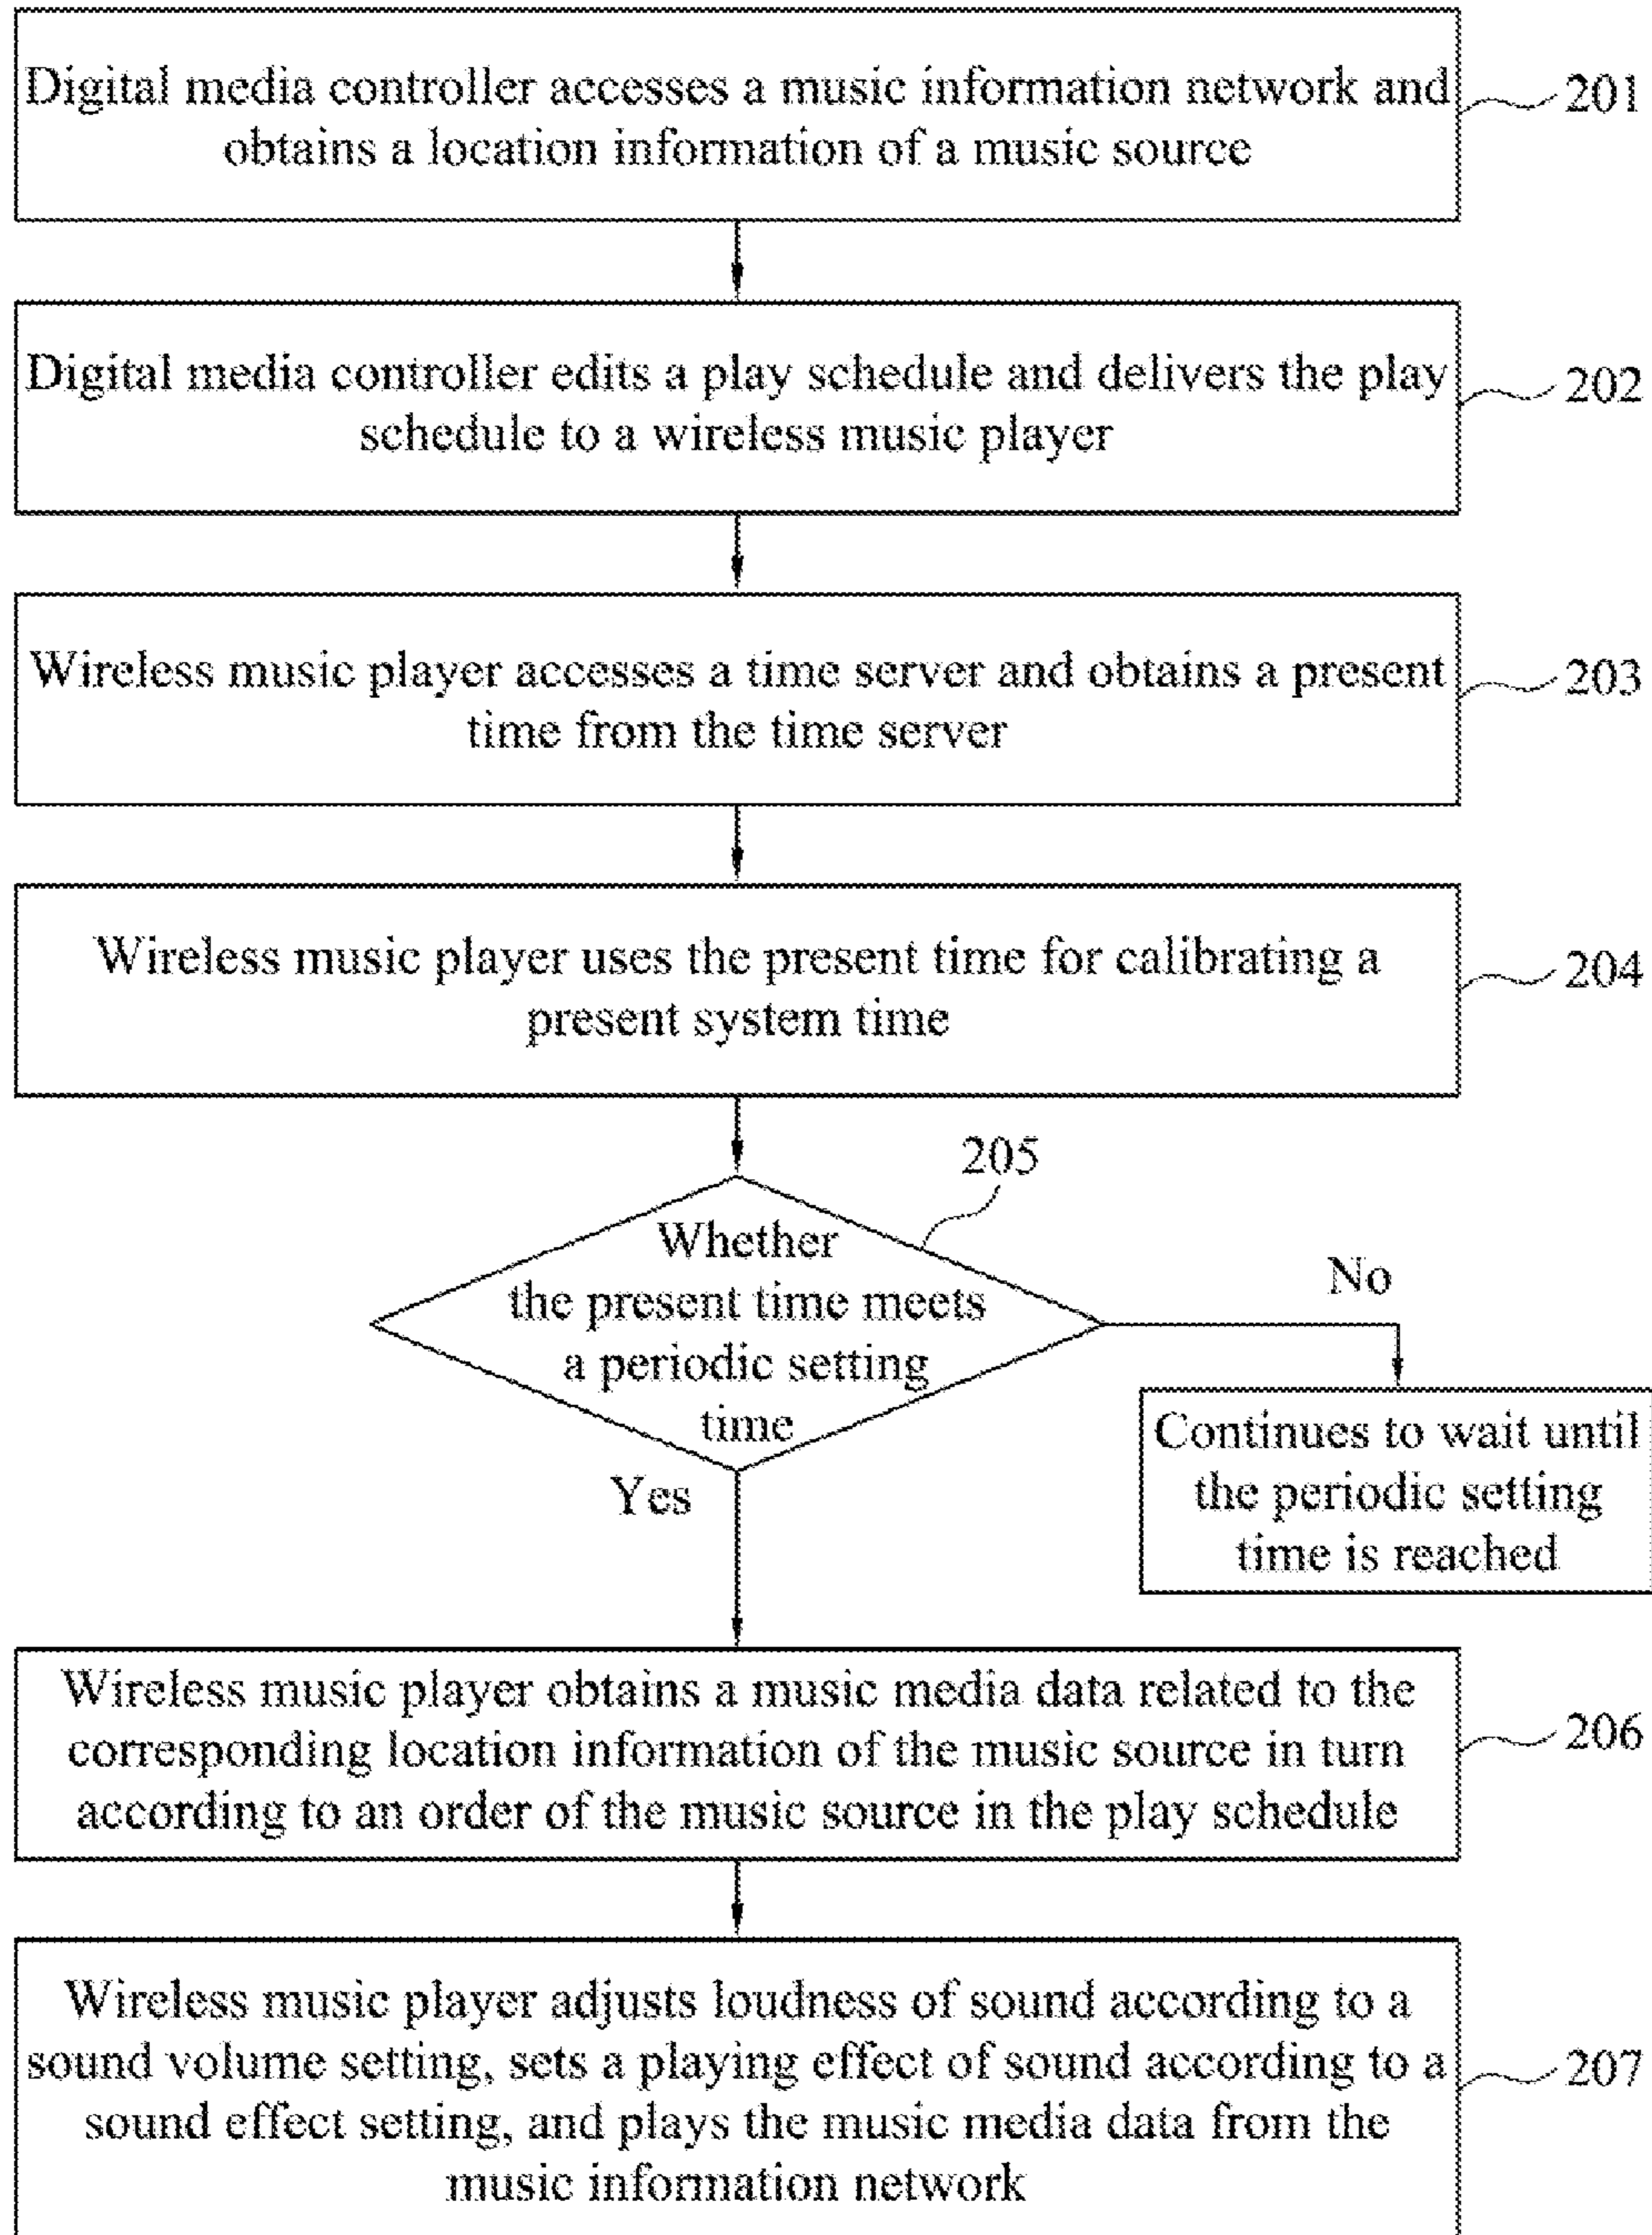 Digital media controller accesses a music information network and
obtains a location information of a music source
201
Digital media controller edits a play schedule and delivers the play
schedule to a wireless music player
202
Wireless music player accesses a time server and obtains a present
time from the time server
203
Wireless music player uses the present time for calibrating a
present system time
204
205
Whether
the present time meets
a periodic setting
time
No
Continues to wait until
the periodic setting
time is reached
Yes
Wireless music player obtains a music media data related to the
corresponding location information of the music source in turn
according to an order of the music source in the play schedule
206
Wireless music player adjusts loudness of sound according to a
sound volume setting, sets a playing effect of sound according to a
sound effect setting, and plays the music media data from the
music information network
207